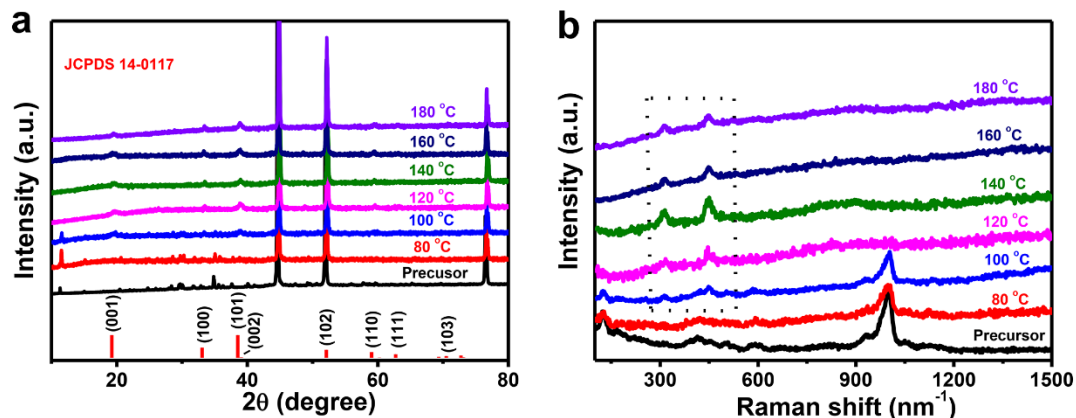 a
JCPDS 14-0117
180 °C
160 °C
140 °C
120 °C
100 °C
80 °C
Precusor
(001)
(100)
(101)
(002)
(102)
(110)
(111)
(103)
20
40
60
80
2θ (degree)
Intensity (a.u.)
b
180 °C
160 °C
140 °C
120 °C
100 °C
80 °C
Precursor
300
600
900
1200
1500
Raman shift (nm⁻¹)
Intensity (a.u.)